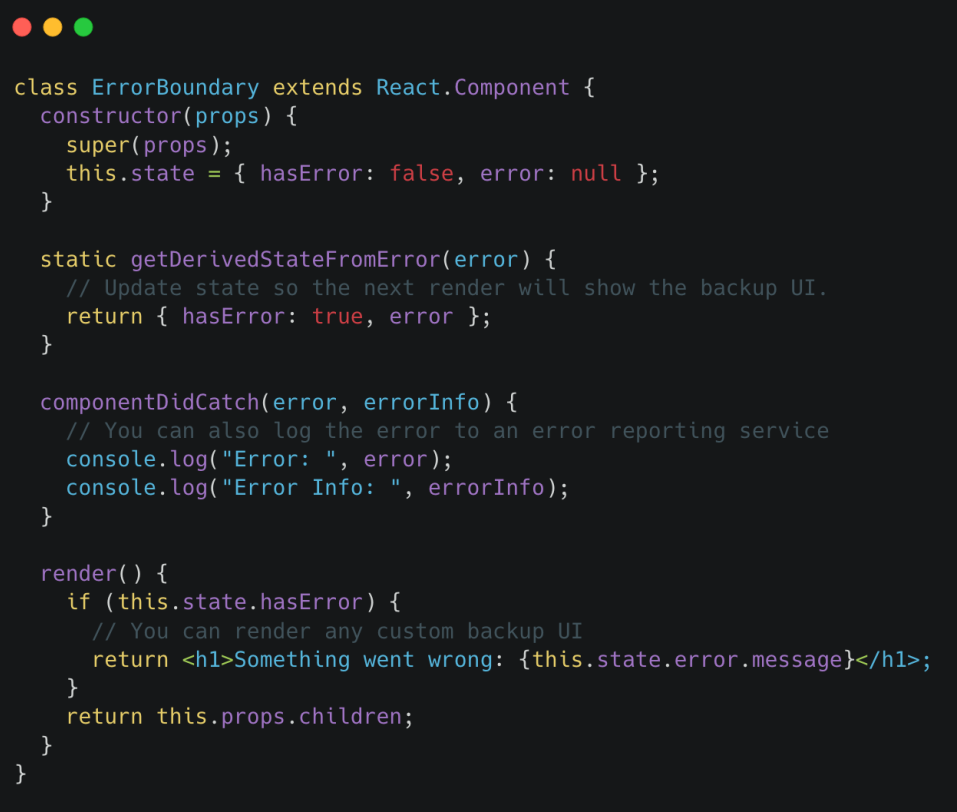 class ErrorBoundary extends React.Component {
  constructor(props) {
    super(props);
    this.state = { hasError: false, error: null };
  }

  static getDerivedStateFromError(error) {
    // Update state so the next render will show the backup UI.
    return { hasError: true, error };
  }

  componentDidCatch(error, errorInfo) {
    // You can also log the error to an error reporting service
    console.log("Error: ", error);
    console.log("Error Info: ", errorInfo);
  }

  render() {
    if (this.state.hasError) {
      // You can render any custom backup UI
      return <h1>Something went wrong: {this.state.error.message}</h1>;
    }
    return this.props.children;
  }
}